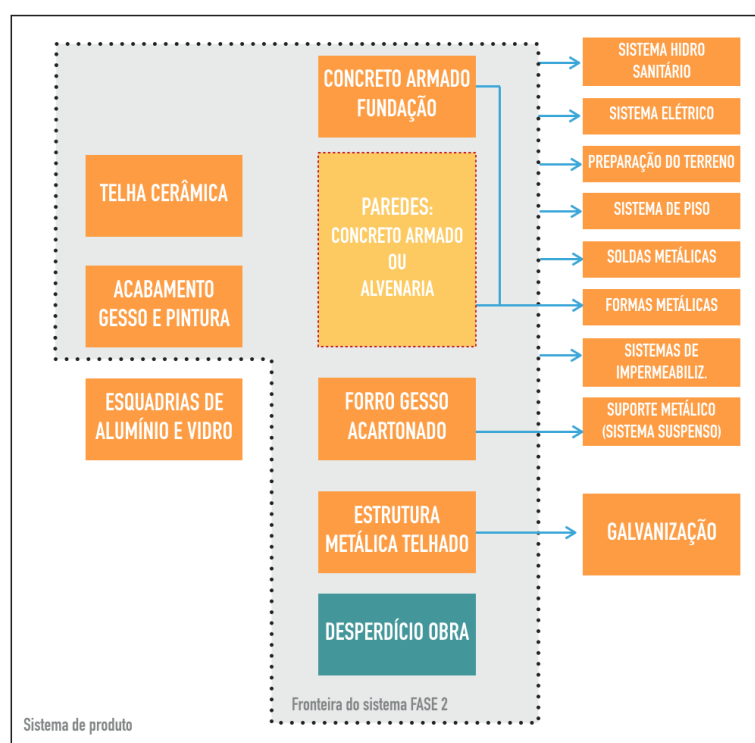 CONCRETO ARMADO
FUNDAÇÃO
TELHA CERÂMICA
PAREDES:
CONCRETO ARMADO
OU
ALVENARIA
ACABAMENTO
GESSO E PINTURA
ESQUADRIAS DE
ALUMÍNIO E VIDRO
FORRO GESSO
ACARTONADO
ESTRUTURA
METÁLICA TELHADO
DESPERDÍCIO OBRA
Fronteira do sistema FASE 2
Sistema de produto
SISTEMA HIDRO
SANITÁRIO
SISTEMA ELÉTRICO
PREPARAÇÃO DO TERRENO
SISTEMA DE PISO
SOLDAS METÁLICAS
FORMAS METÁLICAS
SISTEMAS DE
IMPERMEABILIZ.
SUPORTE METÁLICO
(SISTEMA SUSPENSO)
GALVANIZAÇÃO